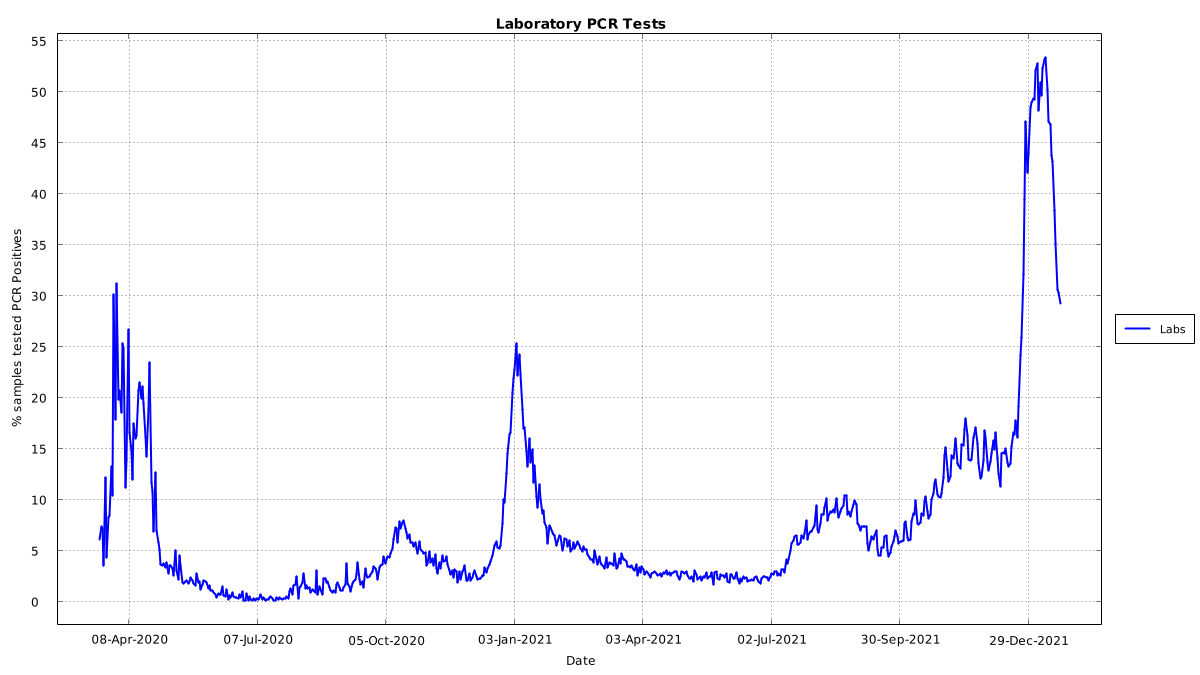 Laboratory PCR Tests
% samples tested PCR Positives
55
50
45
40
35
30
25
20
15
10
5
0
08-Apr-2020
07-Jul-2020
05-Oct-2020
03-Jan-2021
03-Apr-2021
02-Jul-2021
30-Sep-2021
29-Dec-2021
Date
Labs